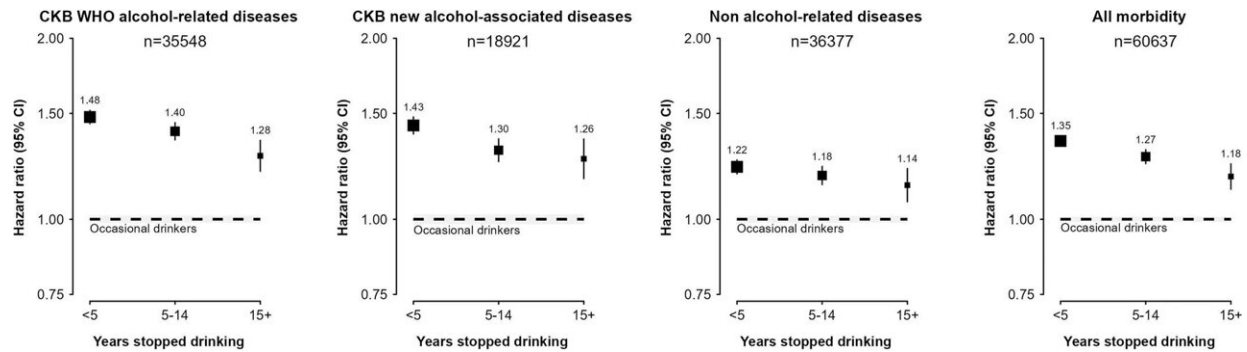 CKB WHO alcohol-related diseases
n=35548
Hazard ratio (95% CI)
2.00
1.50
1.00
0.75
1.48
1.40
1.28
Occasional drinkers
<5 5-14 15+
Years stopped drinking
CKB new alcohol-associated diseases
n=18921
Hazard ratio (95% CI)
2.00
1.50
1.00
0.75
1.43
1.30
1.26
<5 5-14 15+
Years stopped drinking
Non alcohol-related diseases
n=36377
Hazard ratio (95% CI)
2.00
1.50
1.00
0.75
1.22
1.18
1.14
Occasional drinkers
<5 5-14 15+
Years stopped drinking
All morbidity
n=60637
Hazard ratio (95% CI)
2.00
1.50
1.00
0.75
1.35
1.27
1.18
Occasional drinkers
<5 5-14 15+
Years stopped drinking